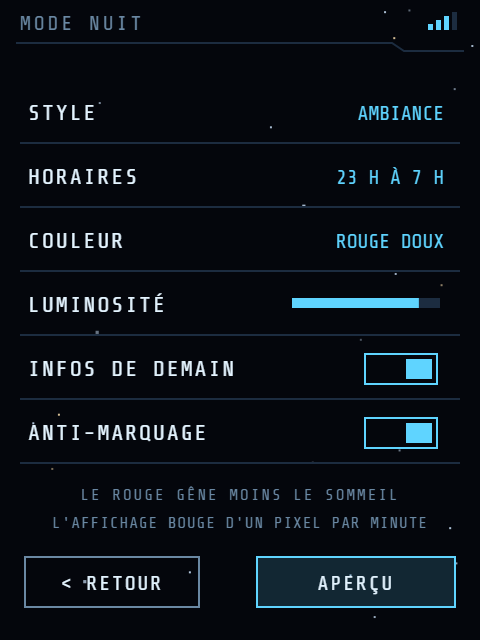 MODE NUIT
STYLE AMBIANCE
HORAIRES 23 H À 7 H
COULEUR ROUGE DOUX
LUMINOSITÉ
INFOS DE DEMAIN
ANTI-MARQUAGE
LE ROUGE GÊNE MOINS LE SOMMEIL
L'AFFICHAGE BOUGE D'UN PIXEL PAR MINUTE
< RETOUR APERÇU